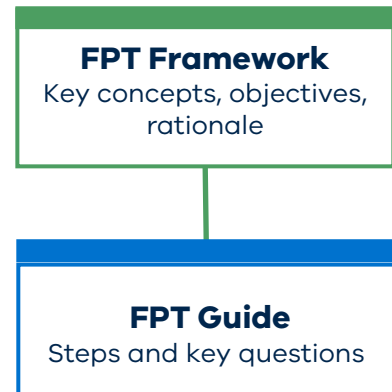 FPT Framework
Key concepts, objectives,
rationale
FPT Guide
Steps and key questions